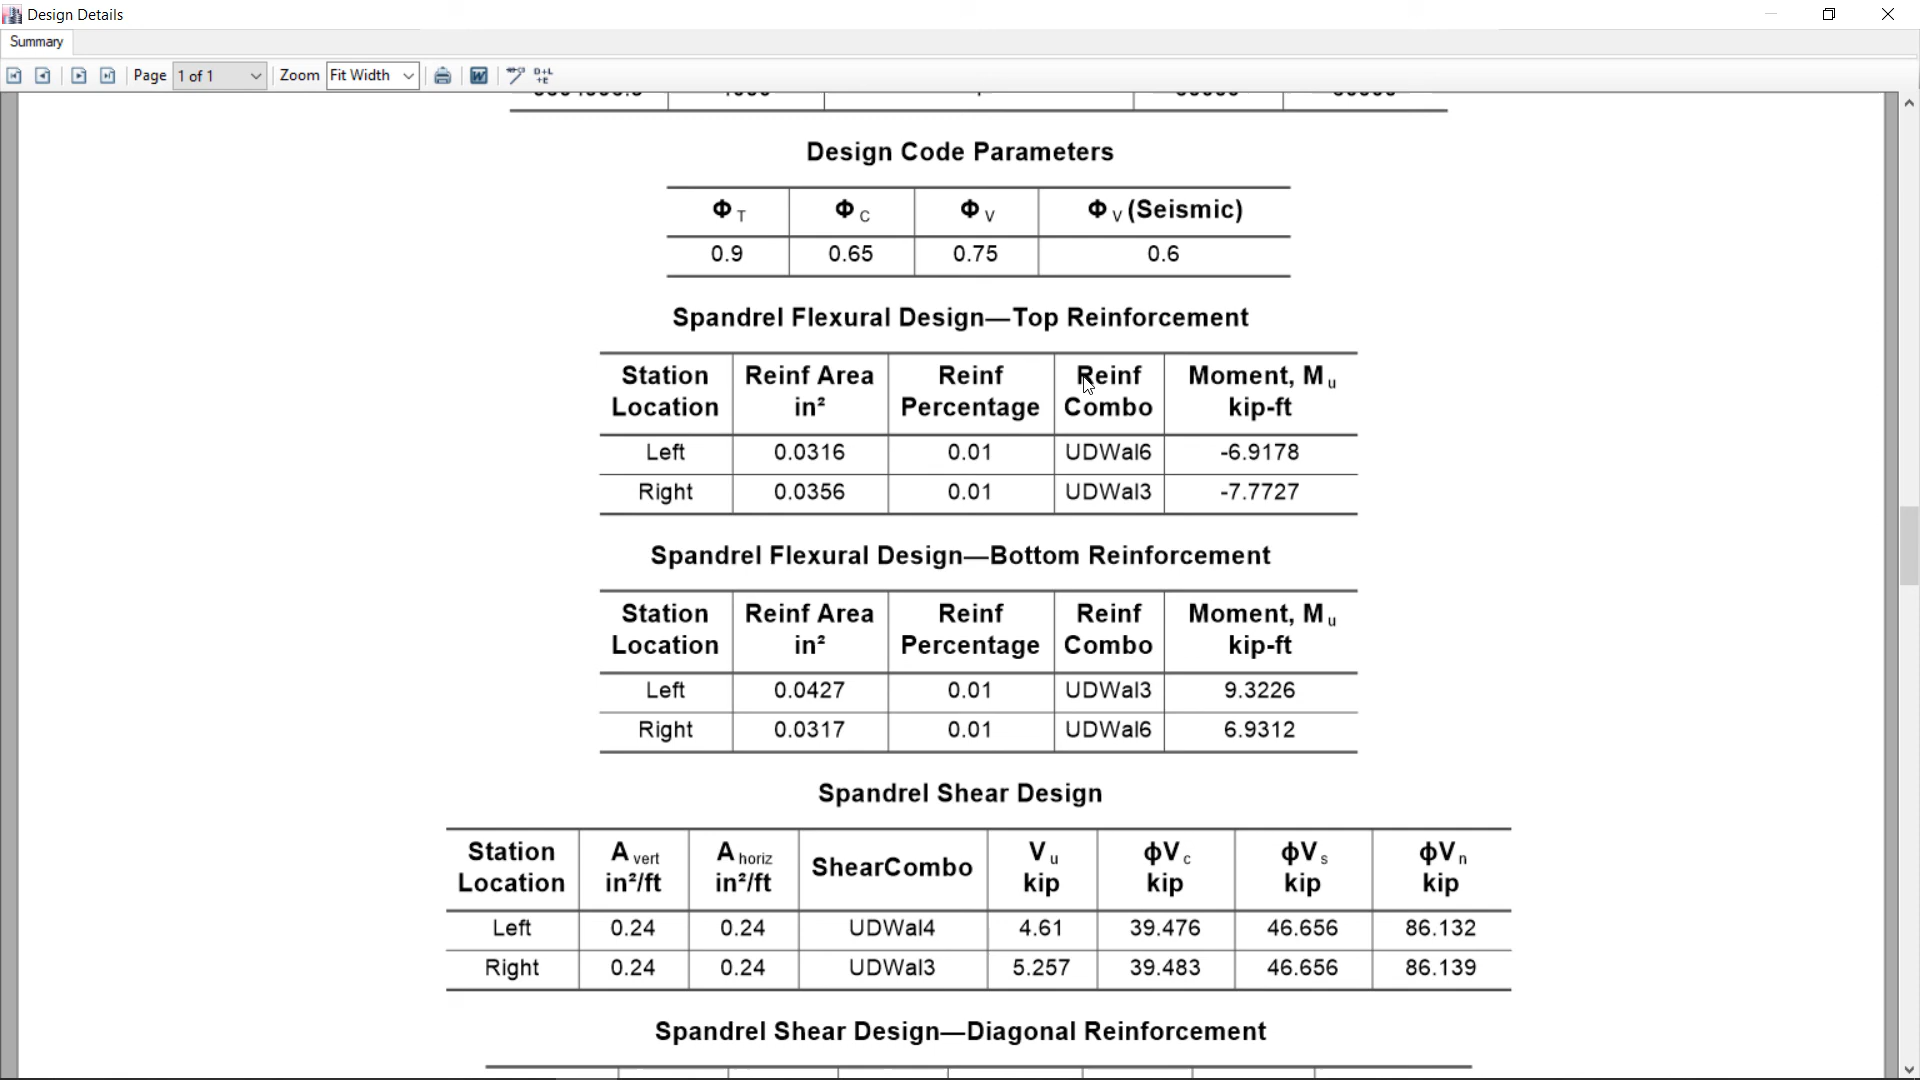 Design Details
Summary
Page 1 of 1 Zoom Fit Width
Design Code Parameters
Φ T Φ C Φ V Φ V (Seismic)
0.9 0.65 0.75 0.6
Spandrel Flexural Design—Top Reinforcement
Station Reinf Area Reinf Reinf Moment, M u
Location in² Percentage Combo kip-ft
Left 0.0316 0.01 UDWal6 -6.9178
Right 0.0356 0.01 UDWal3 -7.7727
Spandrel Flexural Design—Bottom Reinforcement
Station Reinf Area Reinf Reinf Moment, M u
Location in² Percentage Combo kip-ft
Left 0.0427 0.01 UDWal3 9.3226
Right 0.0317 0.01 UDWal6 6.9312
Spandrel Shear Design
Station A vert A horiz ShearCombo V u ϕV c ϕV s ϕV n
Location in²/ft in²/ft kip kip kip kip
Left 0.24 0.24 UDWal4 4.61 39.476 46.656 86.132
Right 0.24 0.24 UDWal3 5.257 39.483 46.656 86.139
Spandrel Shear Design—Diagonal Reinforcement